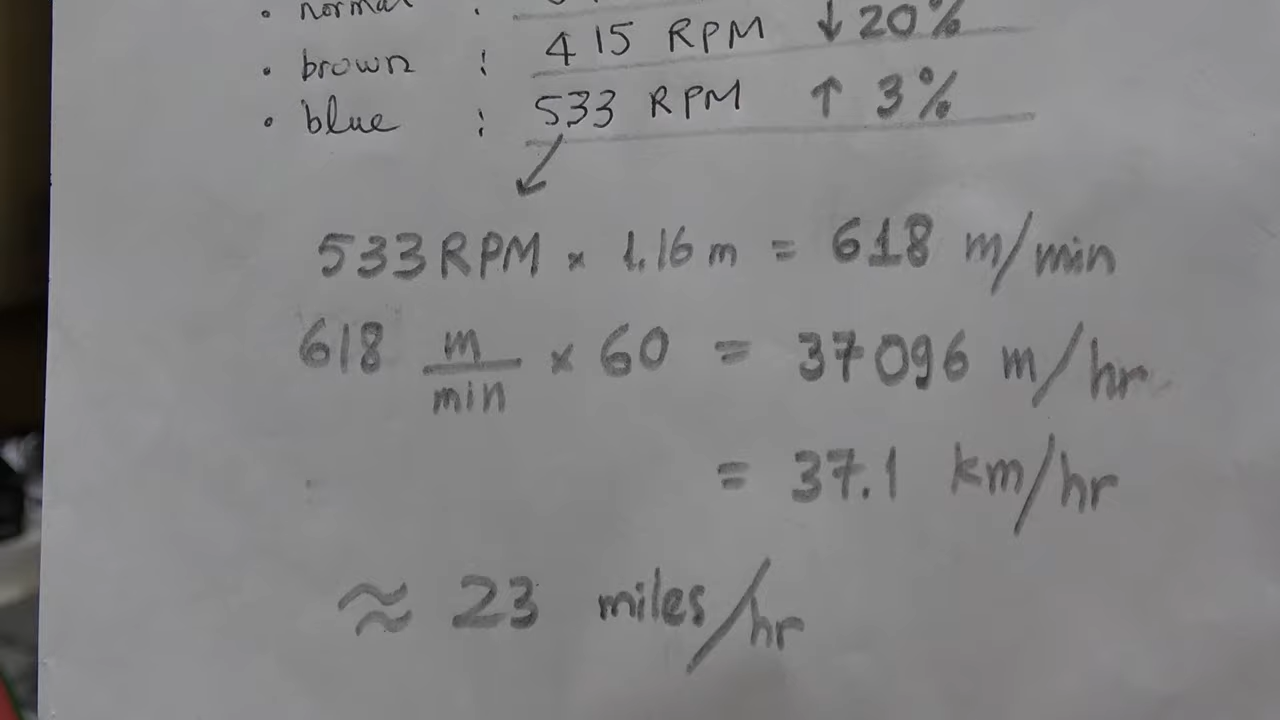 • normal :
• brown : 415 RPM ↓ 20%
• blue : 533 RPM ↑ 3%
↙
533 RPM × 1.16 m = 618 m/min
618 m/min × 60 = 37096 m/hr
= 37.1 km/hr
≈ 23 miles/hr